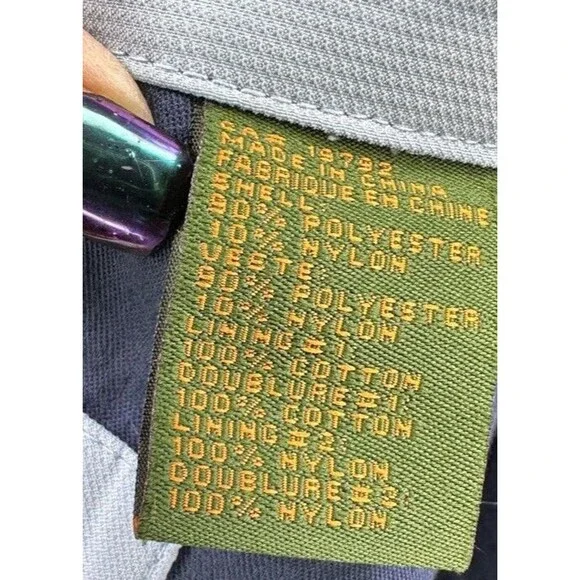 CA# 19792
MADE IN CHINA
FABRIQUE EN CHINE
SHELL
90% POLYESTER
10% NYLON
VESTE:
90% POLYESTER
10% NYLON
LINING #1
100% COTTON
DOUBLURE #1
100% COTTON
LINING #2:
100% NYLON
DOUBLURE #2:
100% NYLON